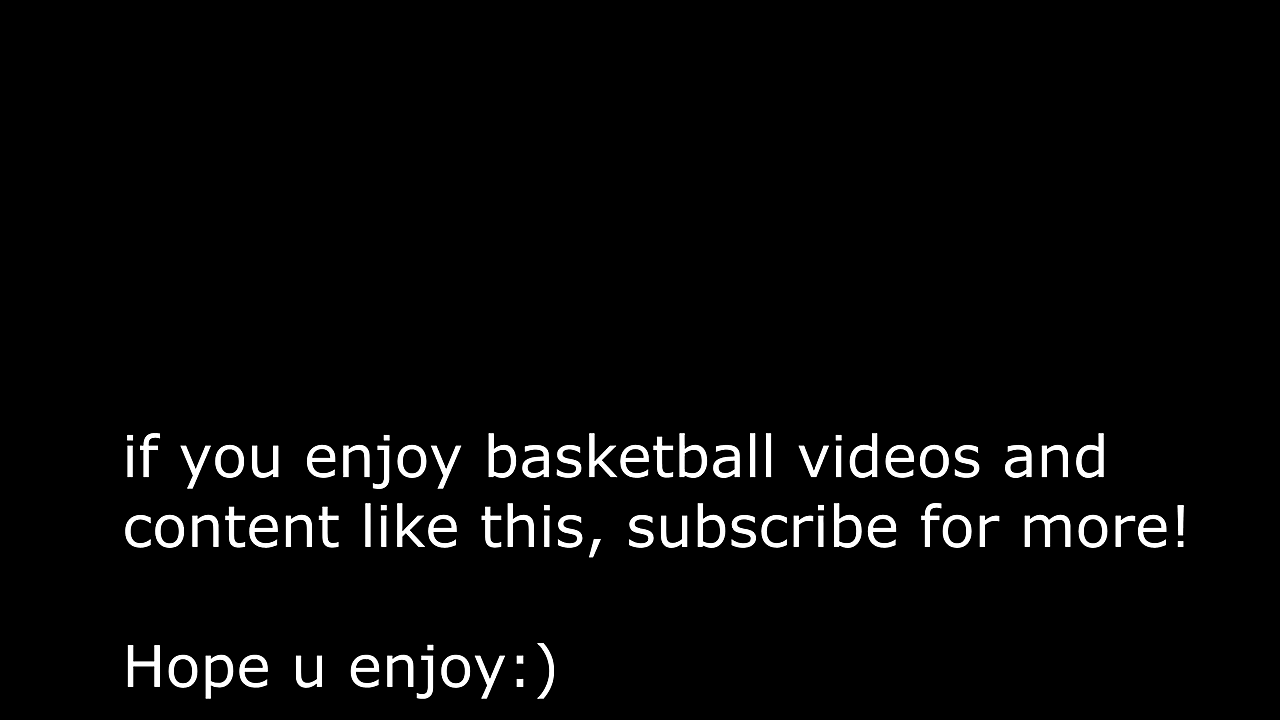 if you enjoy basketball videos and
content like this, subscribe for more!
Hope u enjoy:)